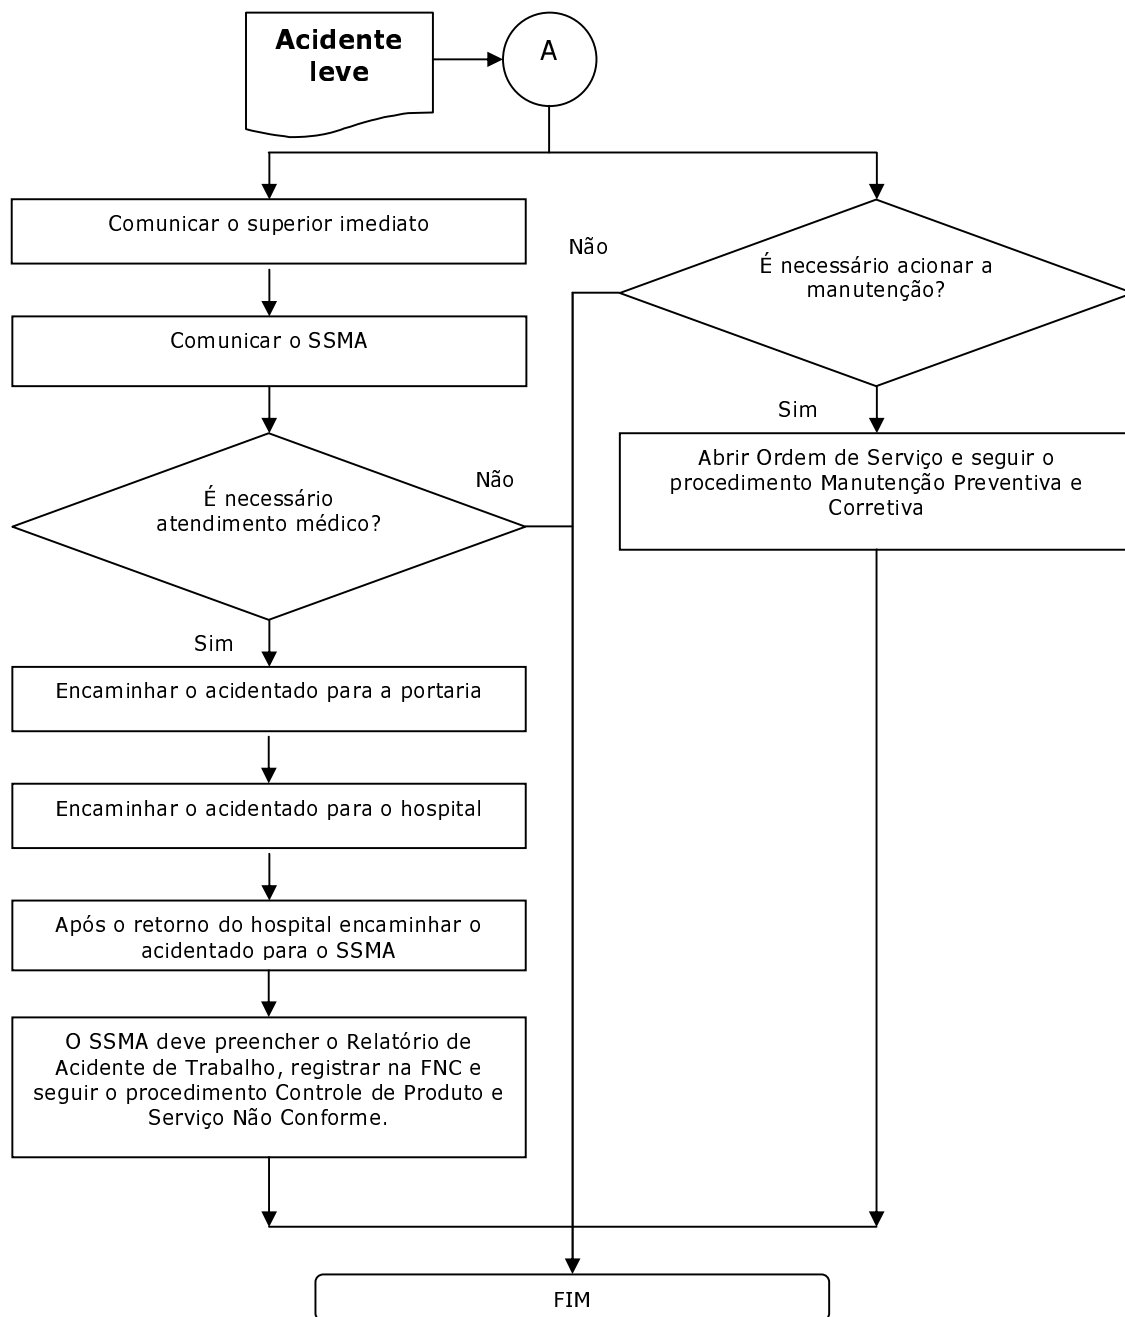 Acidente
leve
A
Comunicar o superior imediato
Não
É necessário acionar a
manutenção?
Comunicar o SSMA
Sim
Abrir Ordem de Serviço e seguir o
procedimento Manutenção Preventiva e
Corretiva
Não
É necessário
atendimento médico?
Sim
Encaminhar o acidentado para a portaria
Encaminhar o acidentado para o hospital
Após o retorno do hospital encaminhar o
acidentado para o SSMA
O SSMA deve preencher o Relatório de
Acidente de Trabalho, registrar na FNC e
seguir o procedimento Controle de Produto e
Serviço Não Conforme.
FIM